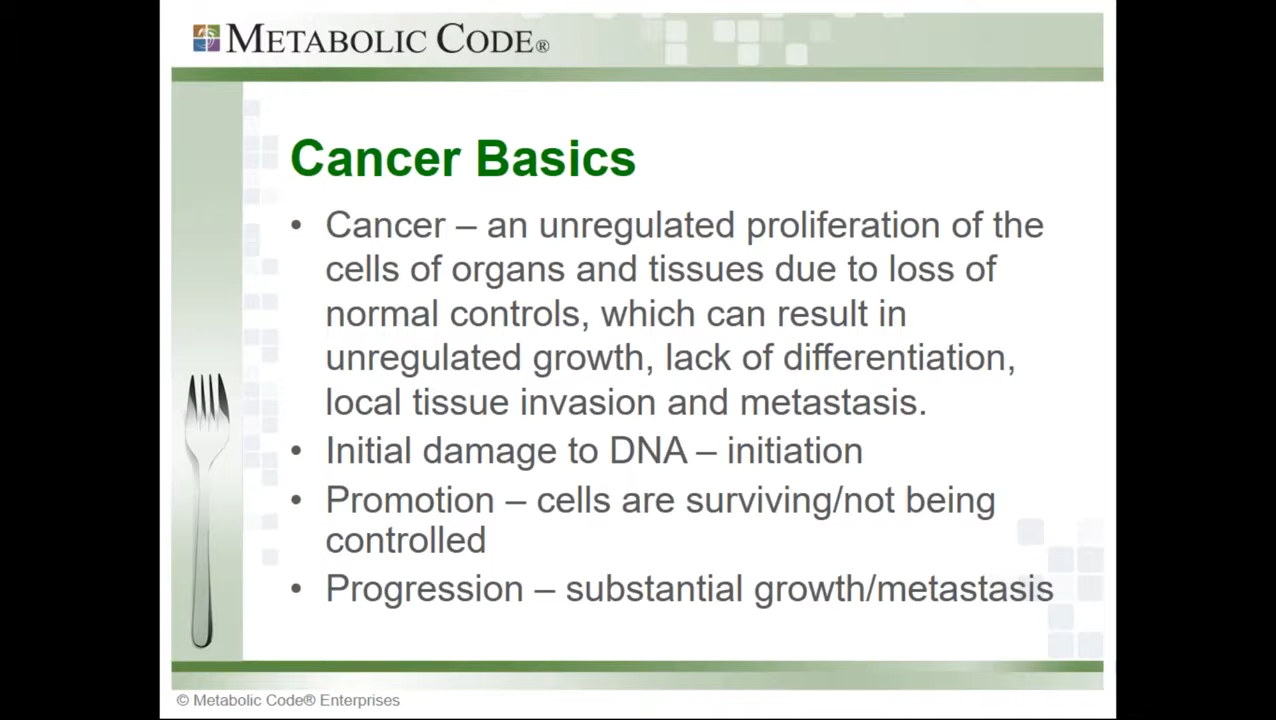 METABOLIC CODE®
Cancer Basics
• Cancer – an unregulated proliferation of the
cells of organs and tissues due to loss of
normal controls, which can result in
unregulated growth, lack of differentiation,
local tissue invasion and metastasis.
• Initial damage to DNA – initiation
• Promotion – cells are surviving/not being
controlled
• Progression – substantial growth/metastasis
© Metabolic Code® Enterprises